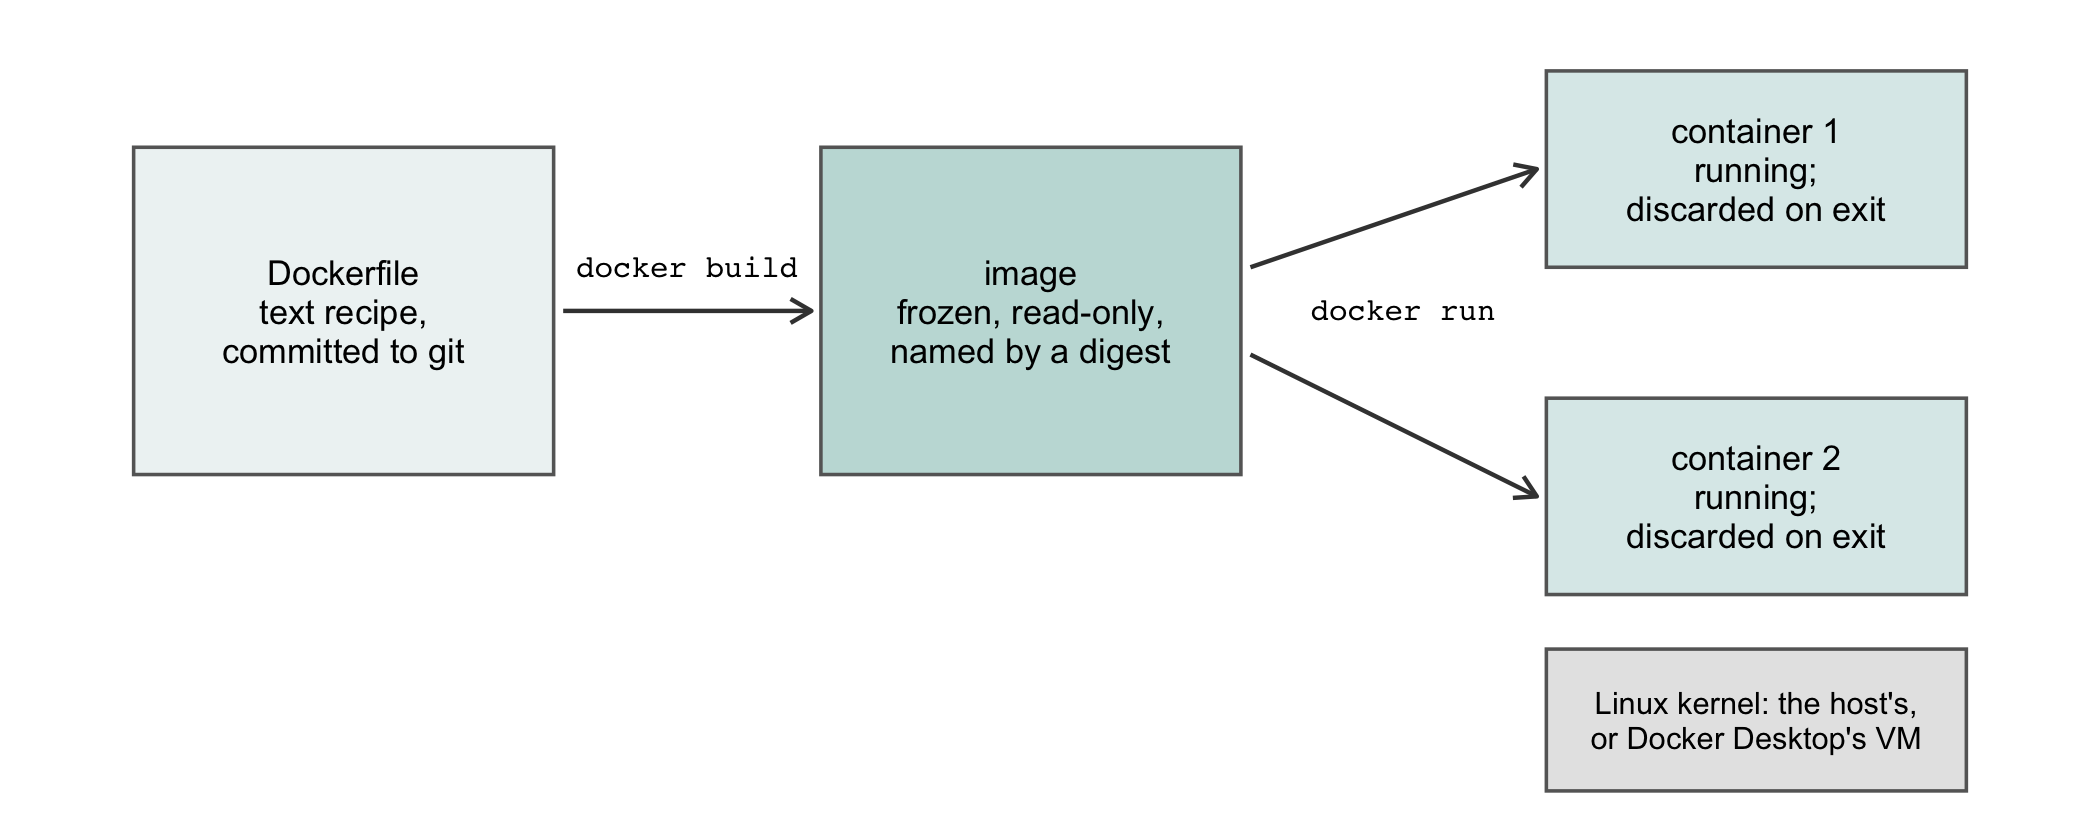 Dockerfile
text recipe,
committed to git
docker build
image
frozen, read-only,
named by a digest
docker run
container 1
running;
discarded on exit
container 2
running;
discarded on exit
Linux kernel: the host's,
or Docker Desktop's VM